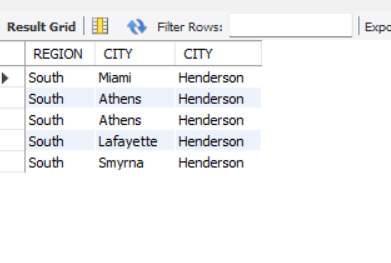 Result Grid Filter Rows: Expo
REGION CITY CITY
South Miami Henderson
South Athens Henderson
South Athens Henderson
South Lafayette Henderson
South Smyrna Henderson